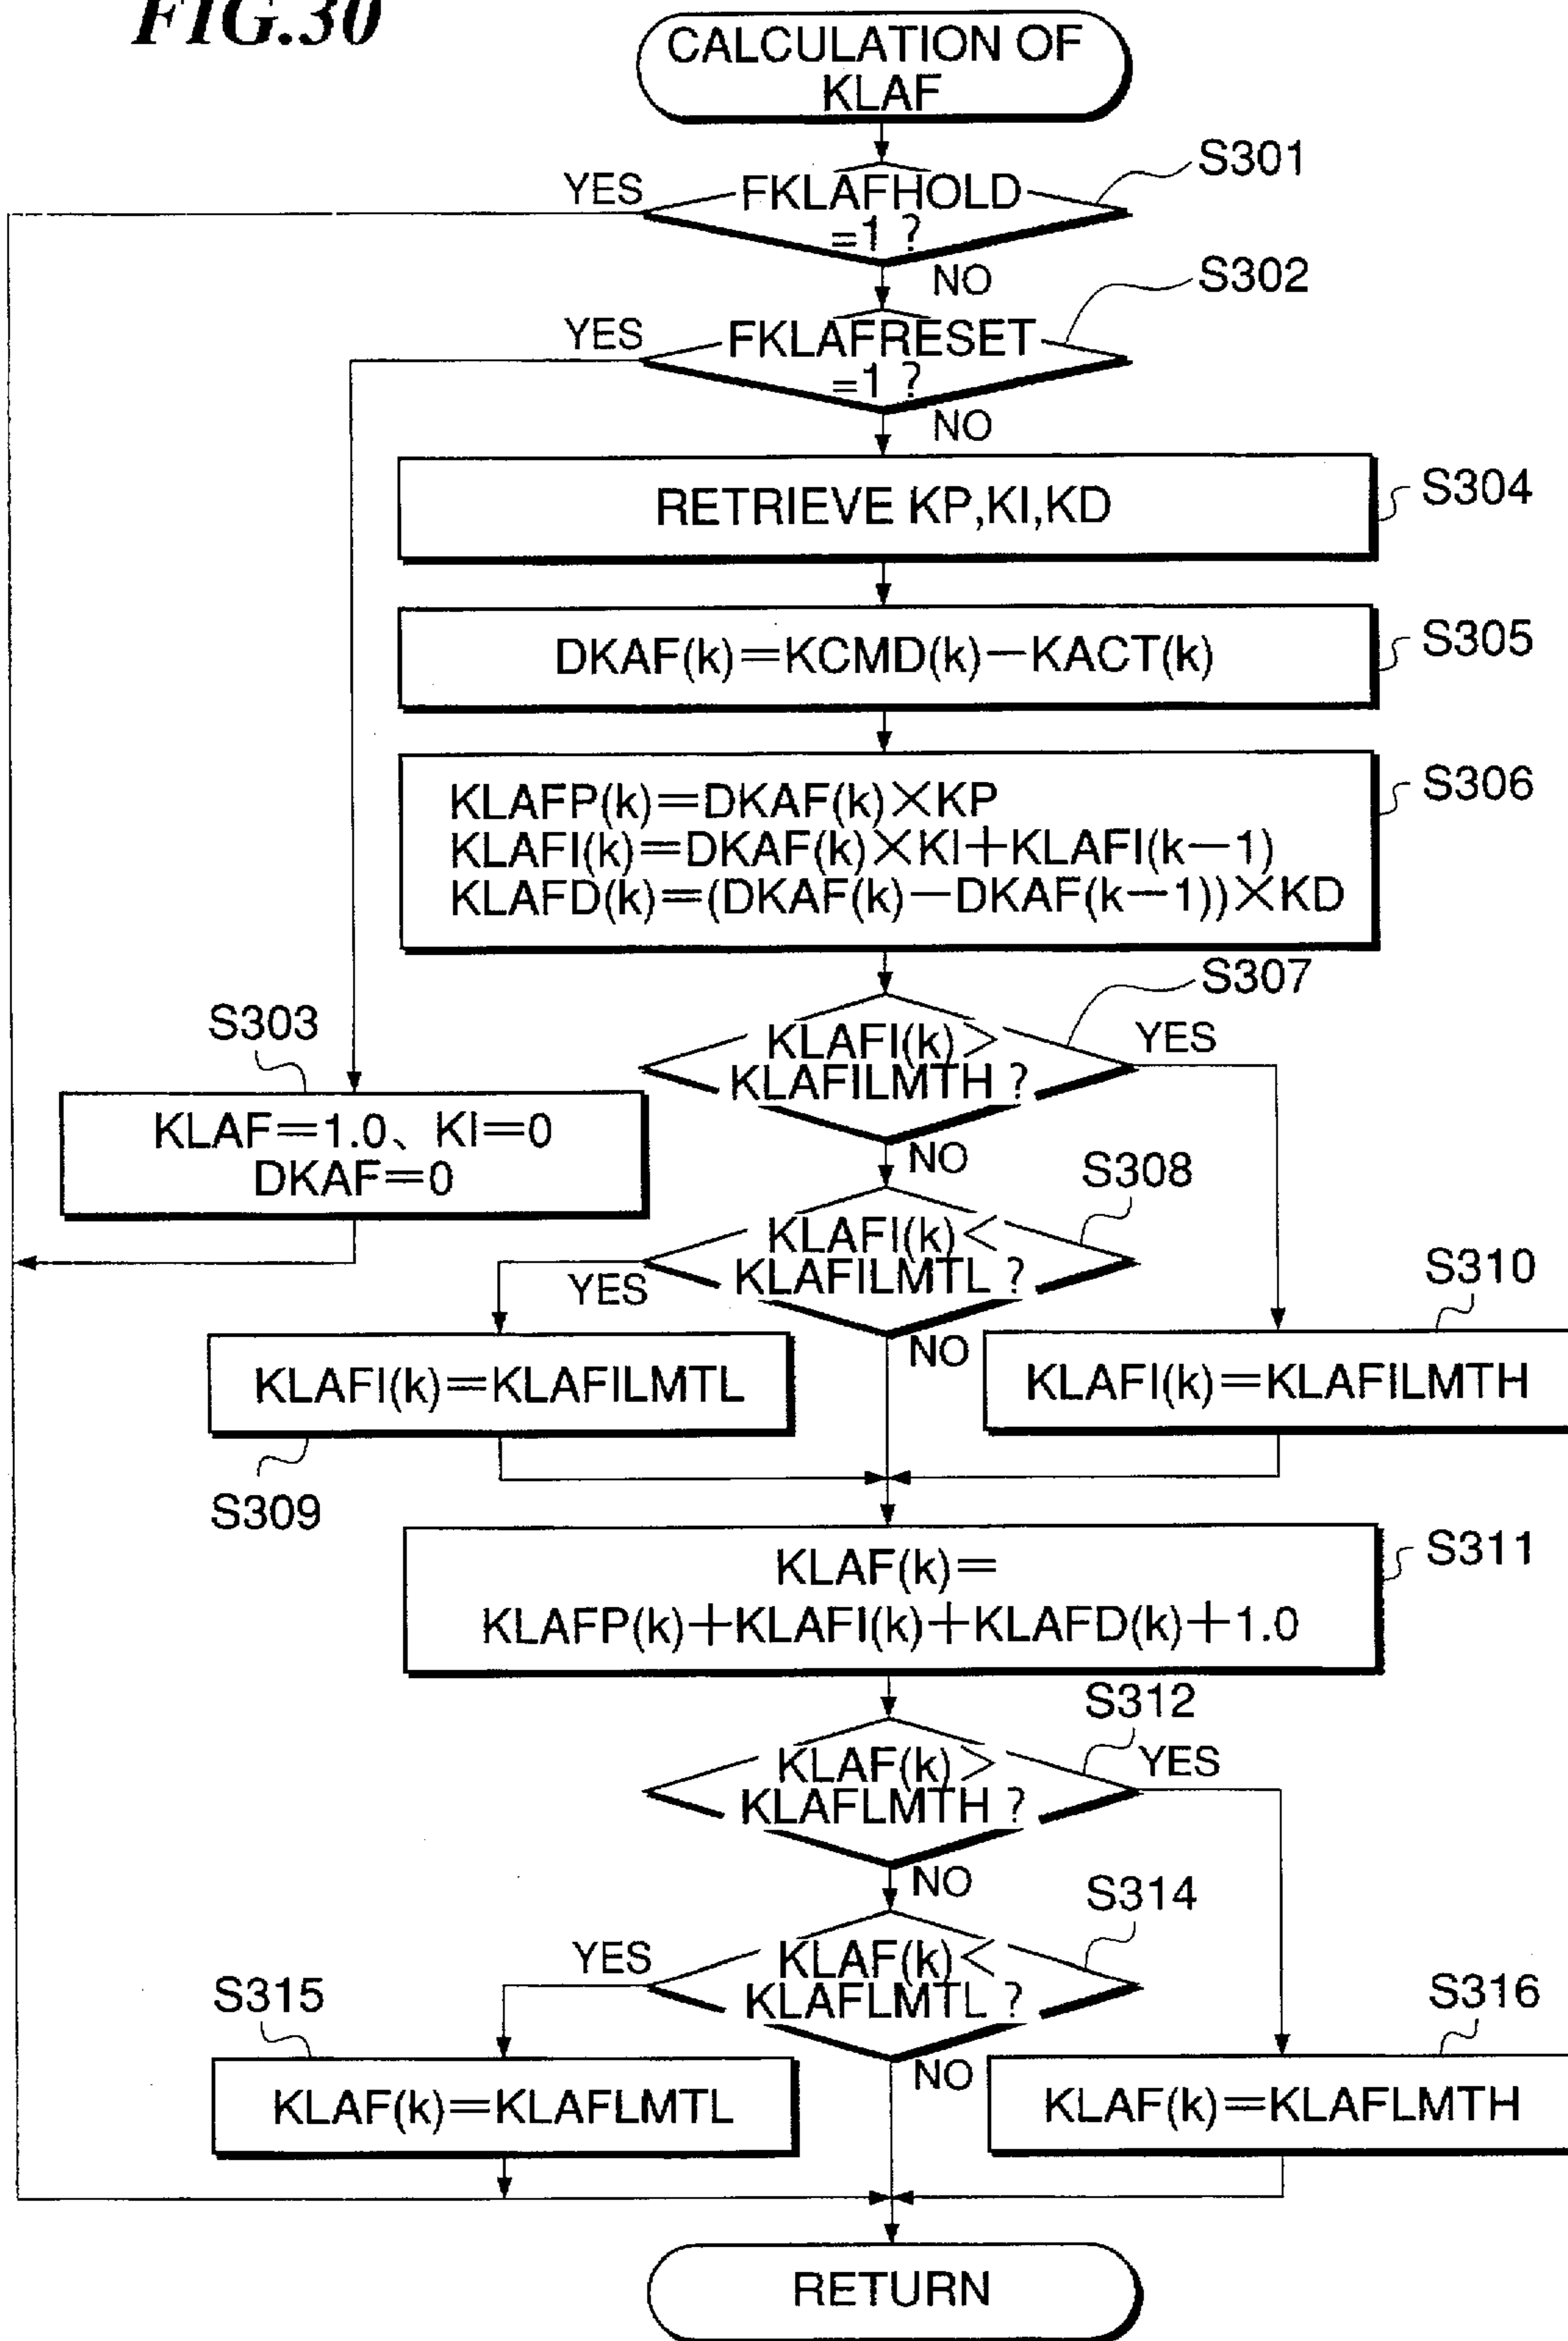 FIG.30
CALCULATION OF
KLAF
S301
YES
FKLAFHOLD
=1 ?
NO
S302
YES
FKLAFRESET
=1 ?
NO
RETRIEVE KP,KI,KD
S304
DKAF(k)=KCMD(k)−KACT(k)
S305
KLAFP(k)=DKAF(k)×KP
KLAFI(k)=DKAF(k)×KI+KLAFI(k−1)
KLAFD(k)=(DKAF(k)−DKAF(k−1))×KD
S306
S307
KLAFI(k)>
KLAFILMTH ?
YES
NO
S303
KLAF=1.0、KI=0
DKAF=0
S308
KLAFI(k)<
KLAFILMTL ?
YES
NO
S310
KLAFI(k)=KLAFILMTL
KLAFI(k)=KLAFILMTH
S309
KLAF(k)=
KLAFP(k)+KLAFI(k)+KLAFD(k)+1.0
S311
S312
KLAF(k)>
KLAFLMTH ?
YES
NO
S314
YES
KLAF(k)<
KLAFLMTL ?
NO
S315
S316
KLAF(k)=KLAFLMTL
KLAF(k)=KLAFLMTH
RETURN